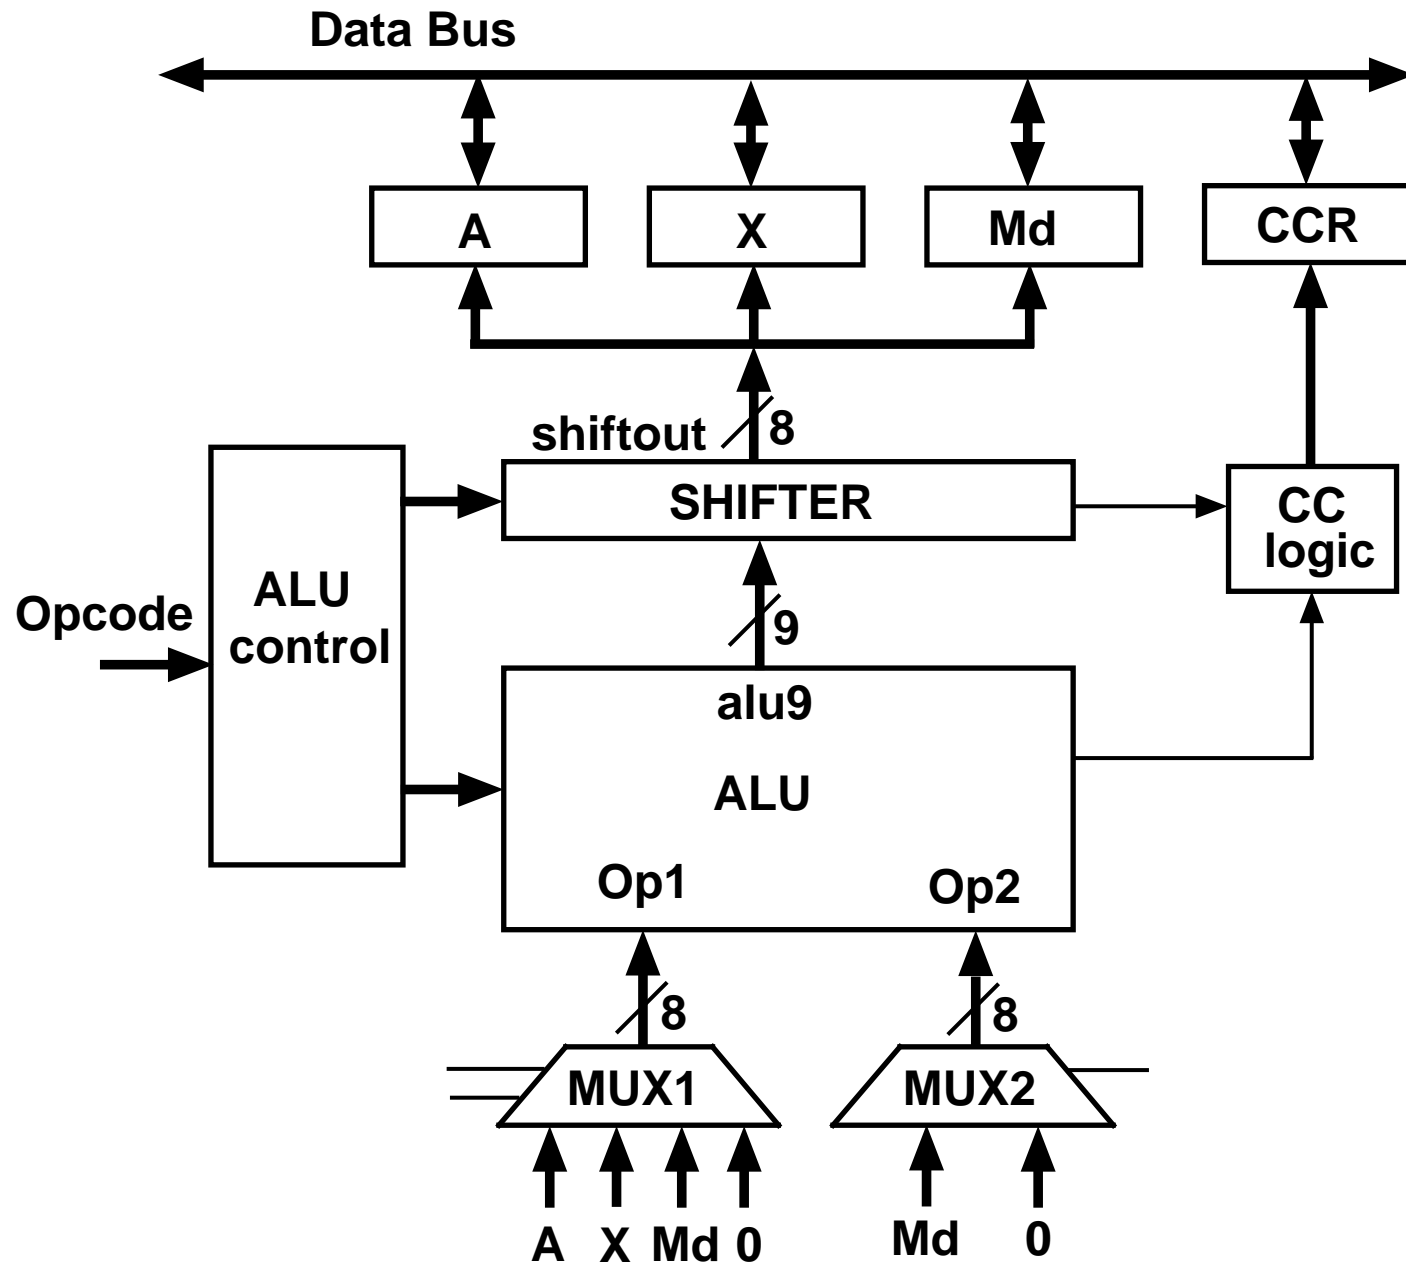 Data Bus
A
X
Md
CCR
shiftout
8
SHIFTER
CC
logic
ALU
control
Opcode
9
alu9
ALU
Op1
Op2
8
8
MUX1
MUX2
A
X
Md
0
Md
0